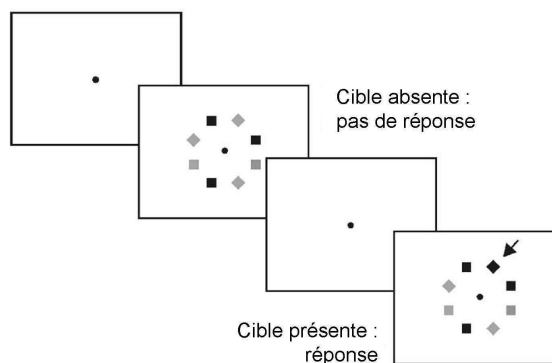 Cible absente :
pas de réponse
Cible présente :
réponse